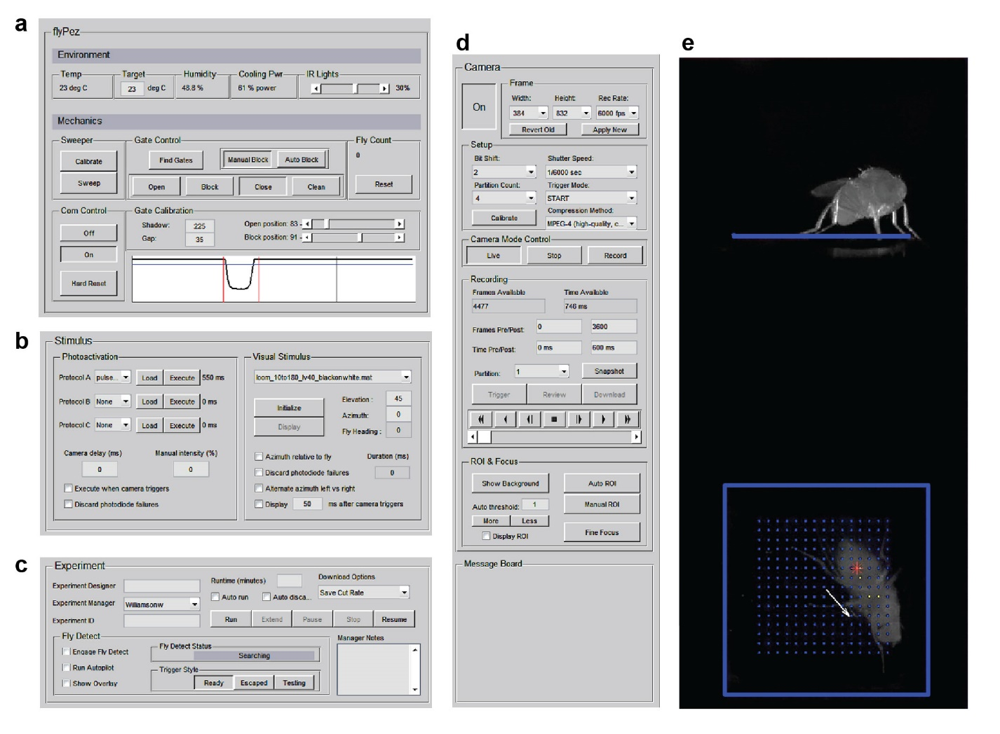 a
flyPez
Environment
Temp
23 deg C
Target
23 deg C
Humidity
48.8 %
Cooling Pwr
61 % power
IR Lights
30%
Mechanics
Sweeper
Calibrate
Sweep
Gate Control
Find Gates
Manual Block
Auto Block
Open
Block
Close
Clean
Fly Count
0
Reset
Com Control
Off
On
Hard Reset
Gate Calibration
Shadow: 225
Gap: 35
Open position: 83
Block position: 91
b
Stimulus
Photoactivation
Protocol A pulse... Load Execute 550 ms
Protocol B None Load Execute 0 ms
Protocol C None Load Execute 0 ms
Camera delay (ms)
0
Manual intensity (%)
0
Execute when camera triggers
Discard photodiode failures
Visual Stimulus
loom_10to180_lv40_blackonwhite.mat
Initialize
Display
Elevation : 45
Azimuth: 0
Fly Heading : 0
Azimuth relative to fly
Duration (ms)
Discard photodiode failures
0
Alternate azimuth left vs right
Display 50 ms after camera triggers
c
Experiment
Experiment Designer
Experiment Manager Williamsonw
Experiment ID
Runtime (minutes)
Auto run
Auto disca...
Download Options
Save Cut Rate
Run
Extend
Pause
Stop
Resume
Fly Detect
Engage Fly Detect
Run Autopilot
Show Overlay
Fly Detect Status
Searching
Trigger Style
Ready
Escaped
Testing
Manager Notes
d
Camera
On
Frame
Width: Height: Rec Rate:
384 832 6000 fps
Revert Old
Apply New
Setup
Bit Shift:
2
Shutter Speed:
1/6000 sec
Partition Count:
4
Trigger Mode:
START
Calibrate
Compression Method:
MPEG-4 (high-quality, c...
Camera Mode Control
Live
Stop
Record
Recording
Frames Available
4477
Time Available
746 ms
Frames Pre/Post: 0 3600
Time Pre/Post: 0 ms 600 ms
Partition: 1
Snapshot
Trigger
Review
Download
ROI & Focus
Show Background
Auto ROI
Auto threshold: 1
Manual ROI
More
Less
Display ROI
Fine Focus
Message Board
e